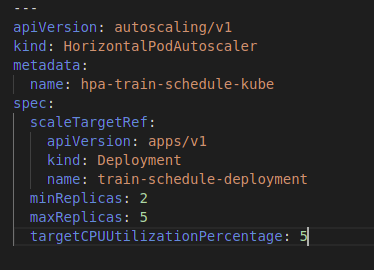 ---
apiVersion: autoscaling/v1
kind: HorizontalPodAutoscaler
metadata:
  name: hpa-train-schedule-kube
spec:
  scaleTargetRef:
    apiVersion: apps/v1
    kind: Deployment
    name: train-schedule-deployment
  minReplicas: 2
  maxReplicas: 5
  targetCPUUtilizationPercentage: 5